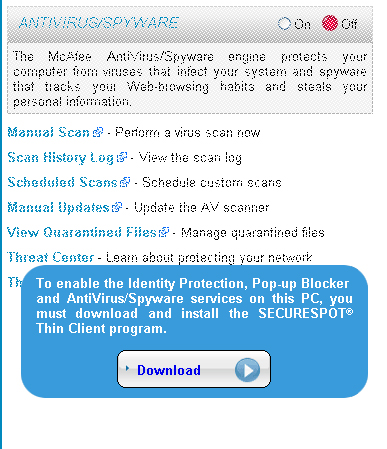 ANTIVIRUS/SPYWARE On Off
The McAfee AntiVirus/Spyware engine protects your
computer from viruses that infect your system and spyware
that tracks your Web-browsing habits and steals your
personal information.
Manual Scan - Perform a virus scan now
Scan History Log - View the scan log
Scheduled Scans - Schedule custom scans
Manual Updates - Update the AV scanner
View Quarantined Files - Manage quarantined files
Threat Center - Learn about protecting your network
To enable the Identity Protection, Pop-up Blocker
and AntiVirus/Spyware services on this PC, you
must download and install the SECURESPOT®
Thin Client program.
Download